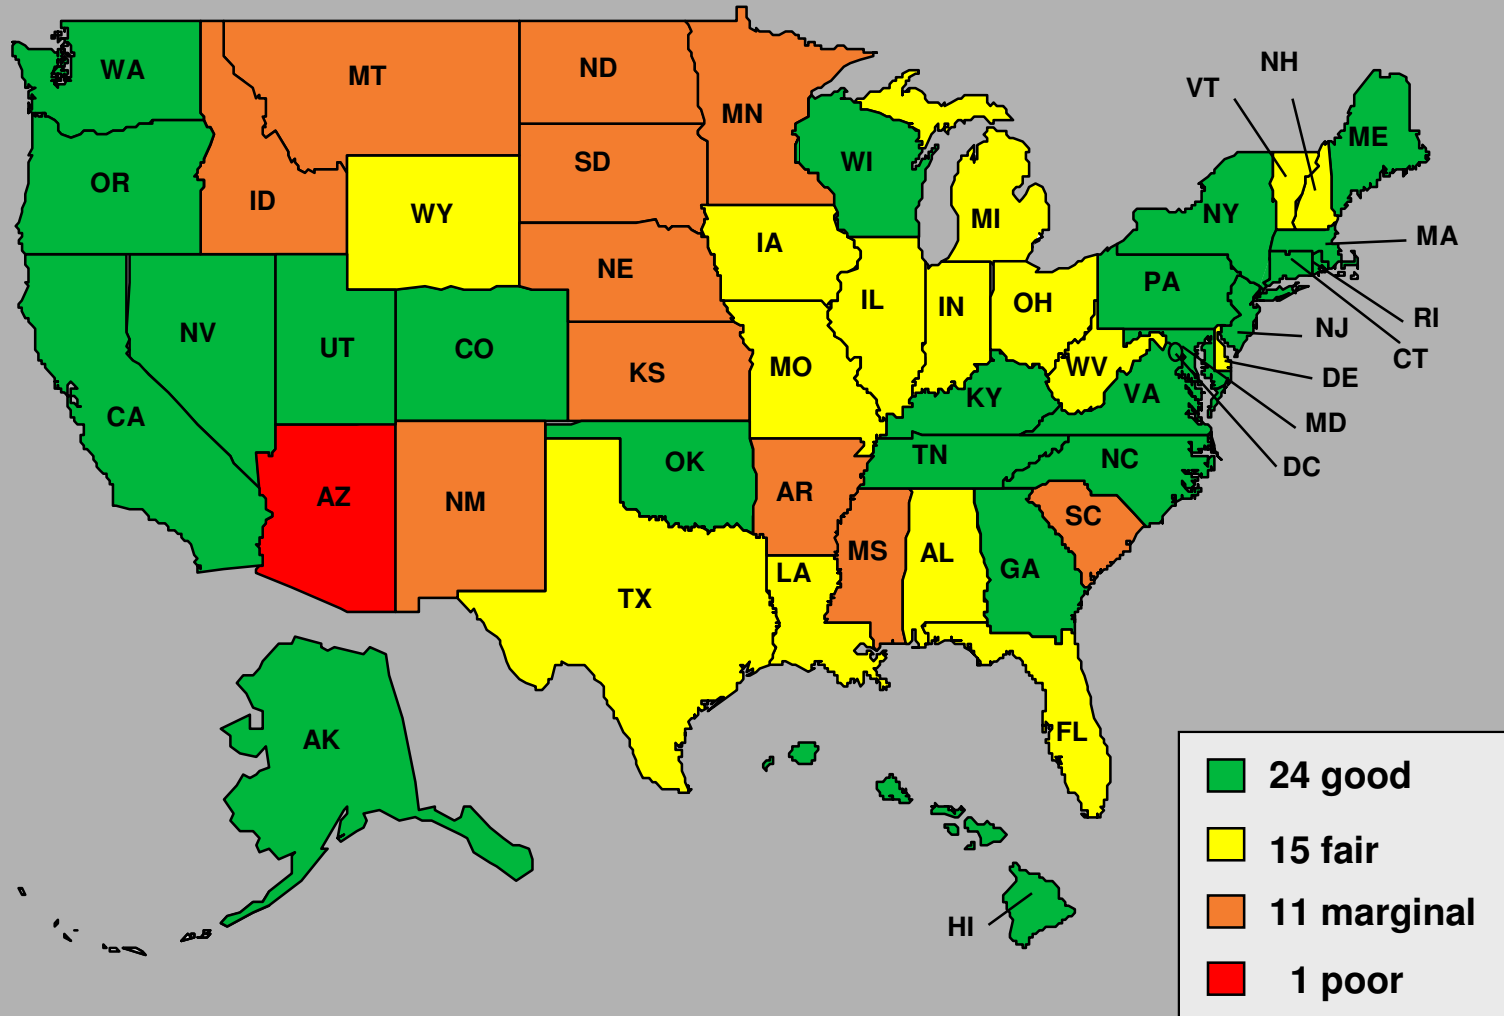 NH
VT
WA
MT
ND
MN
ME
WI
SD
OR
ID
WY
NY
MI
MA
IA
NE
PA
IL
IN
OH
RI
NV
UT
CO
NJ
CT
KS
MO
WV
DE
CA
KY
VA
MD
OK
TN
NC
DC
AZ
NM
AR
SC
MS
AL
GA
LA
TX
AK
FL
HI
24 good
15 fair
11 marginal
1 poor